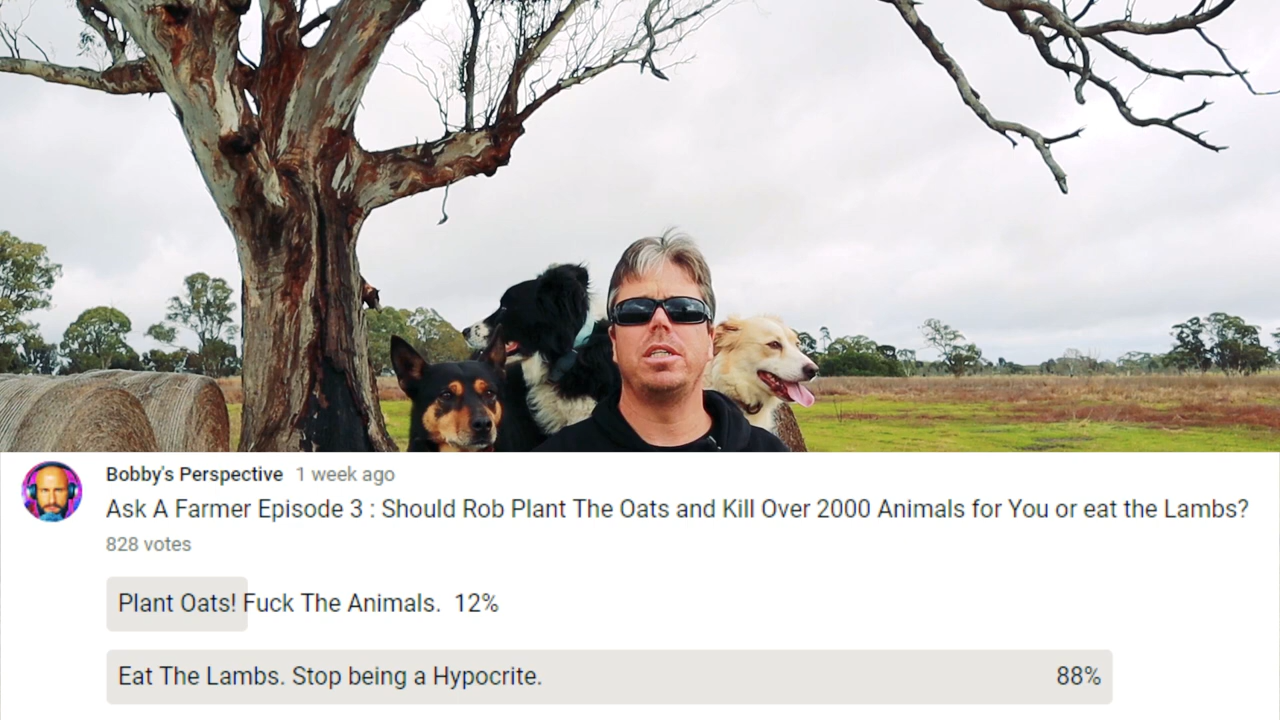 Bobby's Perspective 1 week ago
Ask A Farmer Episode 3 : Should Rob Plant The Oats and Kill Over 2000 Animals for You or eat the Lambs?
828 votes
Plant Oats! Fuck The Animals. 12%
Eat The Lambs. Stop being a Hypocrite. 88%